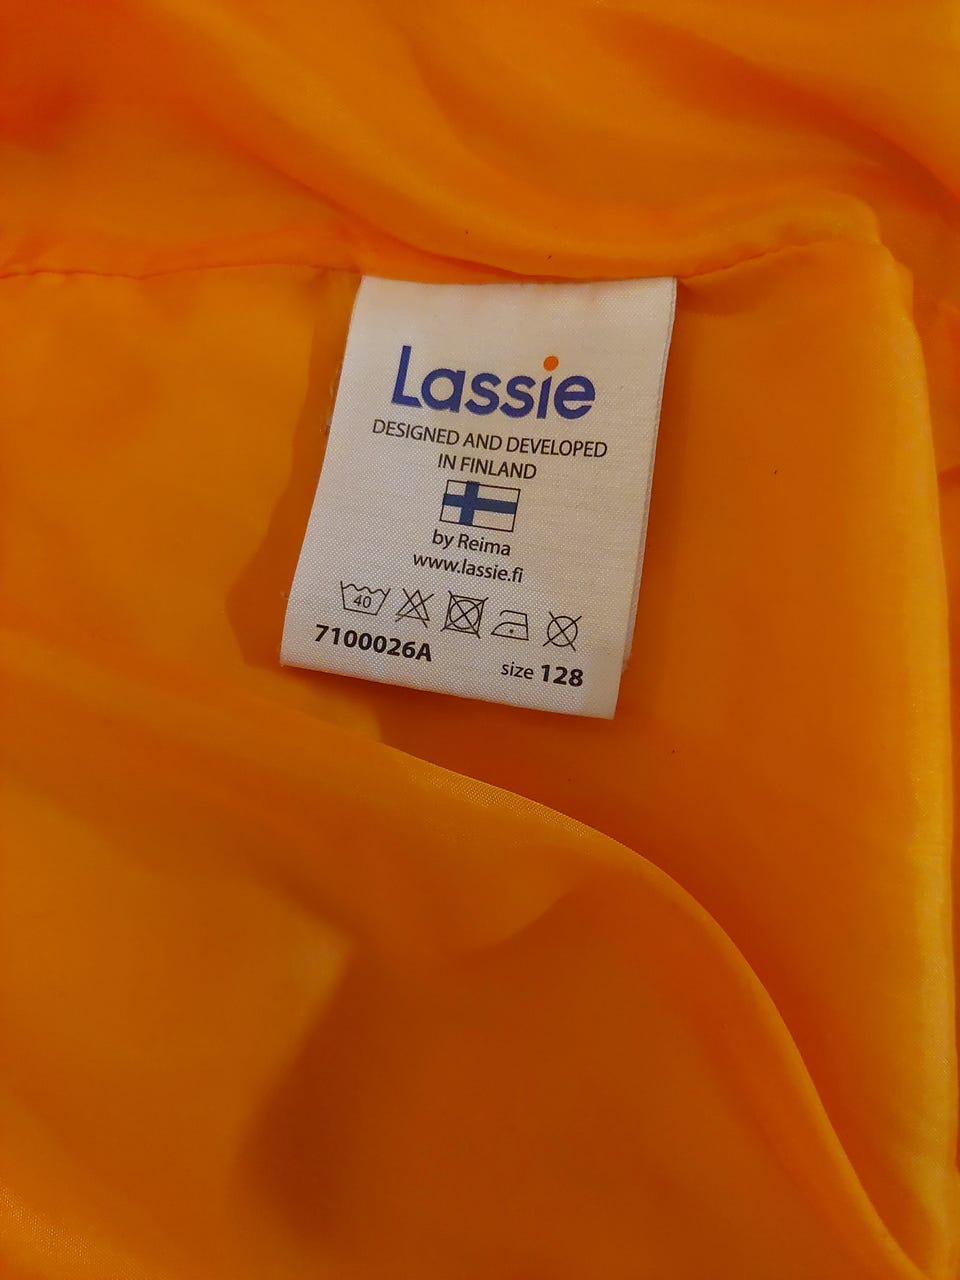 Lassie
DESIGNED AND DEVELOPED
IN FINLAND
by Reima
www.lassie.fi
40
7100026A
size 128